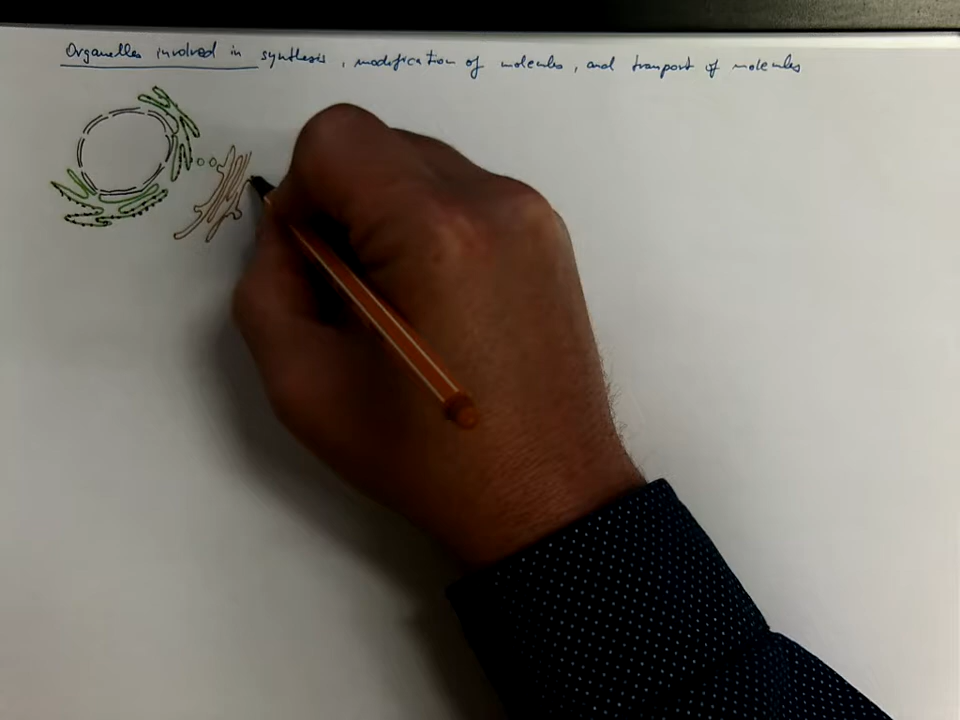 Organelles involved in synthesis, modification of molecules, and transport of molecules